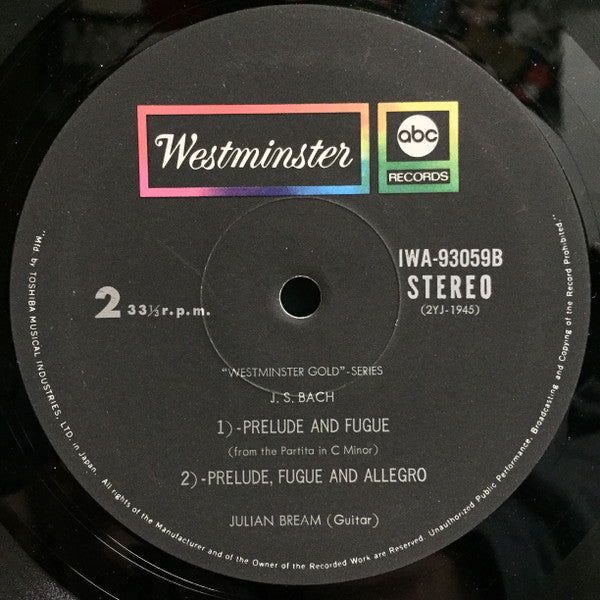 Westminster
abc
RECORDS
IWA-93059B
STEREO
(2YJ-1945)
2 33⅓ r.p.m.
"WESTMINSTER GOLD"-SERIES
J. S. BACH
1)-PRELUDE AND FUGUE
(from the Partita in C Minor)
2)-PRELUDE, FUGUE AND ALLEGRO
JULIAN BREAM (Guitar)
"Mfd by TOSHIBA MUSICAL INDUSTRIES, LTD. in Japan. All rights of the Manufacturer and of the Owner of the Recorded Work are Reserved. Unauthorized Public Performance, Broadcasting and Copying of the Record Prohibited."